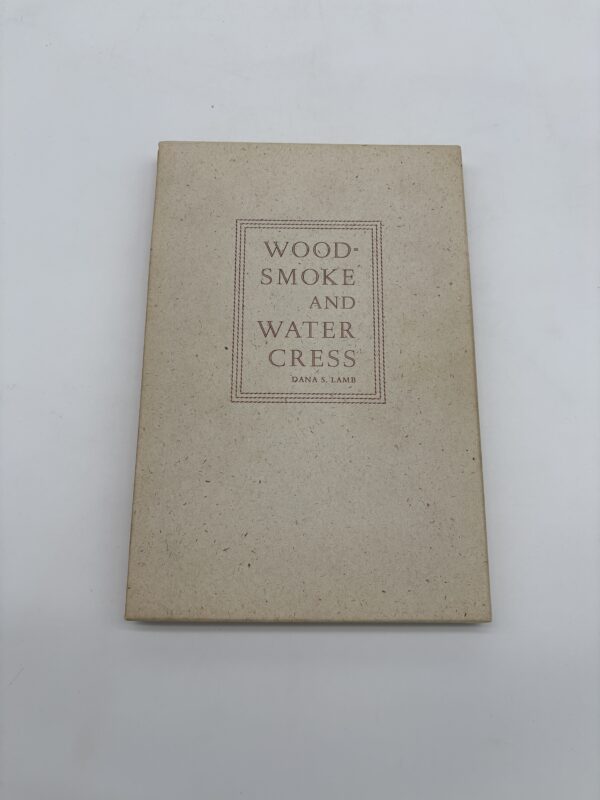 WOOD-
SMOKE
AND
WATER
CRESS
DANA S. LAMB